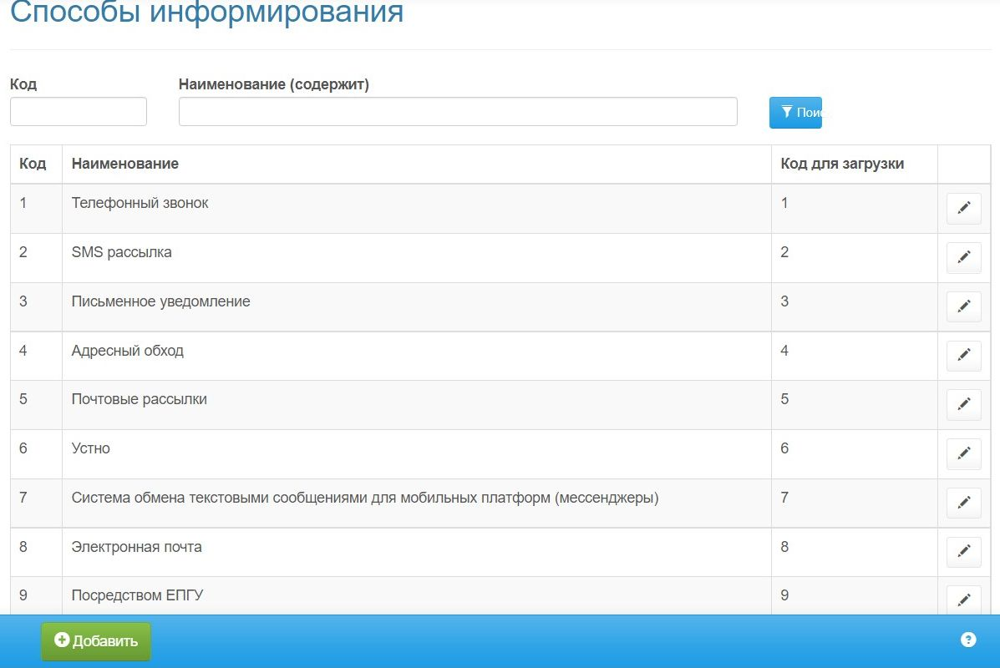 Способы информирования
Код Наименование (содержит)
Поис
Код Наименование Код для загрузки
1 Телефонный звонок 1
2 SMS рассылка 2
3 Письменное уведомление 3
4 Адресный обход 4
5 Почтовые рассылки 5
6 Устно 6
7 Система обмена текстовыми сообщениями для мобильных платформ (мессенджеры) 7
8 Электронная почта 8
9 Посредством ЕПГУ 9
Добавить